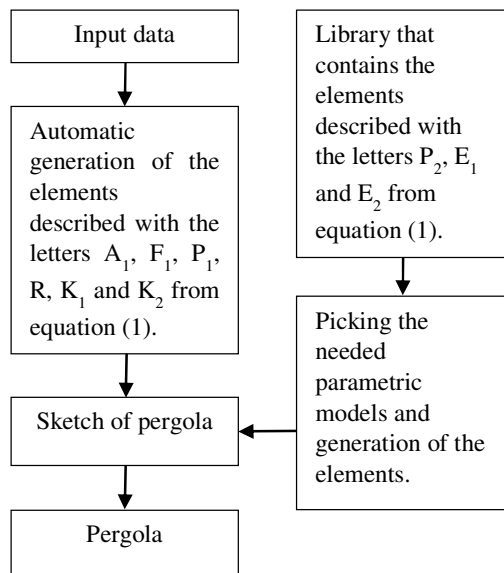 Input data
Automatic
generation of the
elements
described with the
letters A₁, F₁, P₁,
R, K₁ and K₂ from
equation (1).
Sketch of pergola
Pergola
Library that
contains the
elements
described with
the letters P₂, E₁
and E₂ from
equation (1).
Picking the
needed
parametric
models and
generation of the
elements.